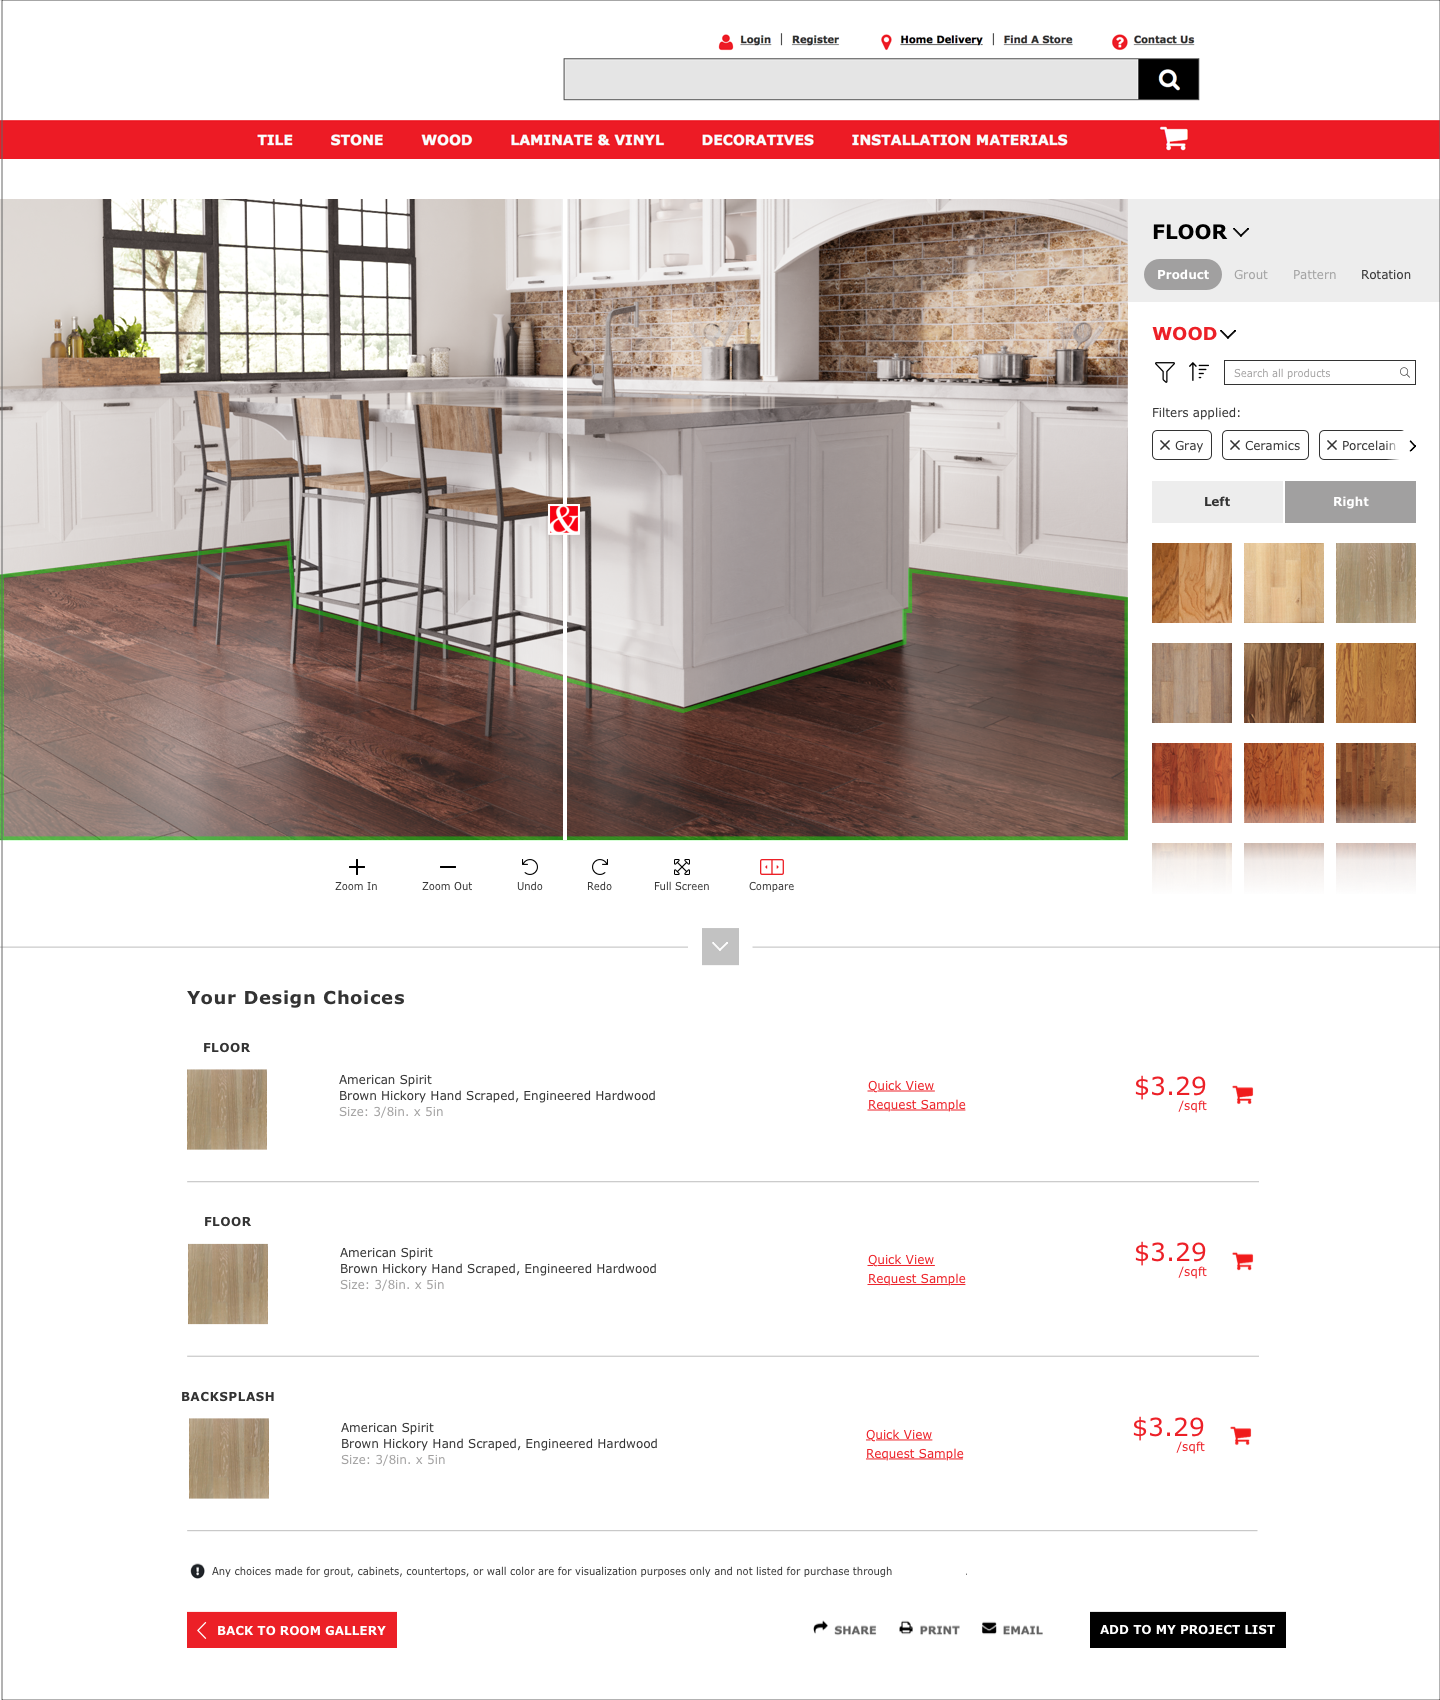 Login | Register
Home Delivery | Find A Store
Contact Us
TILE STONE WOOD LAMINATE & VINYL DECORATIVES INSTALLATION MATERIALS
FLOOR
Product Grout Pattern Rotation
WOOD
Search all products
Filters applied:
Gray Ceramics Porcelain
Left Right
&
Zoom In Zoom Out Undo Redo Full Screen Compare
Your Design Choices
FLOOR
American Spirit
Brown Hickory Hand Scraped, Engineered Hardwood
Size: 3/8in. x 5in
Quick View
Request Sample
$3.29
/sqft
FLOOR
American Spirit
Brown Hickory Hand Scraped, Engineered Hardwood
Size: 3/8in. x 5in
Quick View
Request Sample
$3.29
/sqft
BACKSPLASH
American Spirit
Brown Hickory Hand Scraped, Engineered Hardwood
Size: 3/8in. x 5in
Quick View
Request Sample
$3.29
/sqft
Any choices made for grout, cabinets, countertops, or wall color are for visualization purposes only and not listed for purchase through .
BACK TO ROOM GALLERY
SHARE PRINT EMAIL
ADD TO MY PROJECT LIST